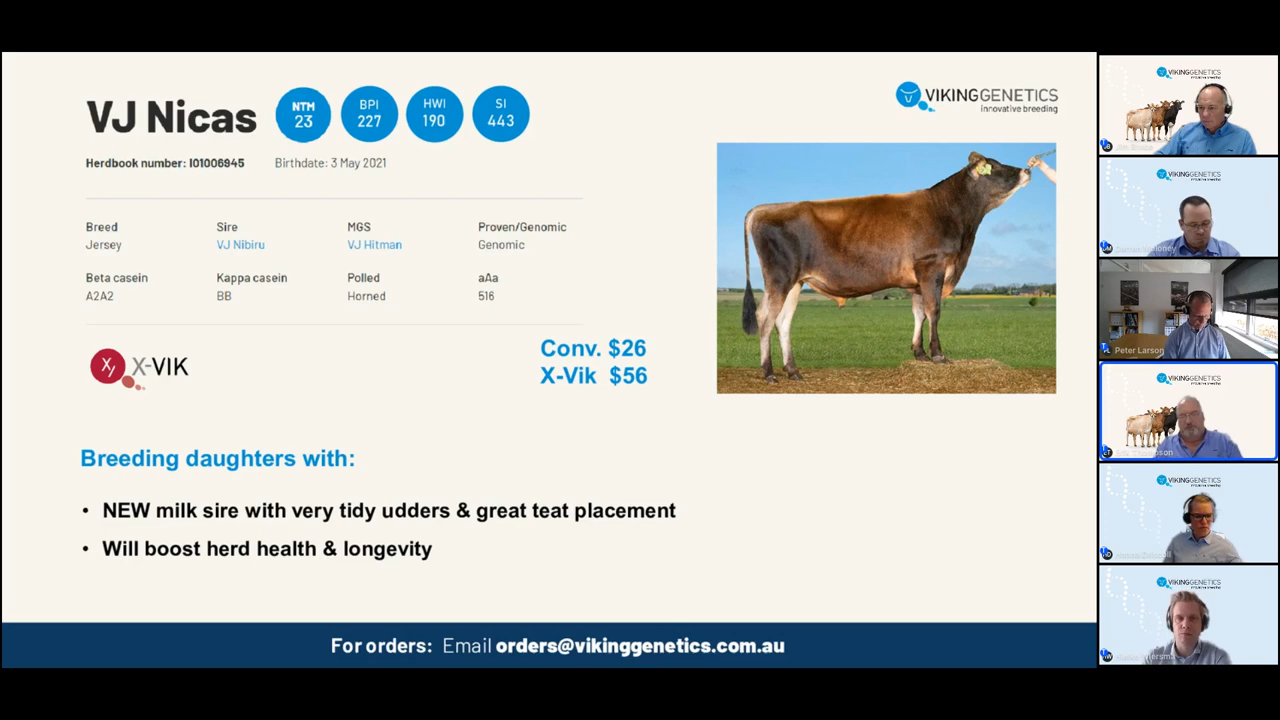 VJ Nicas
NTM
23
BPI
227
HWI
190
SI
443
VIKINGGENETICS
innovative breeding
Herdbook number: I01006945
Birthdate: 3 May 2021
Breed
Sire
MGS
Proven/Genomic
Jersey
VJ Nibiru
VJ Hitman
Genomic
Beta casein
Kappa casein
Polled
aAa
A2A2
BB
Horned
516
X-VIK
Conv. $26
X-Vik $56
Breeding daughters with:
• NEW milk sire with very tidy udders & great teat placement
• Will boost herd health & longevity
For orders: Email orders@vikinggenetics.com.au
VIKINGGENETICS
VIKINGGENETICS
Peter Larson
VIKINGGENETICS
VIKINGGENETICS
VIKINGGENETICS